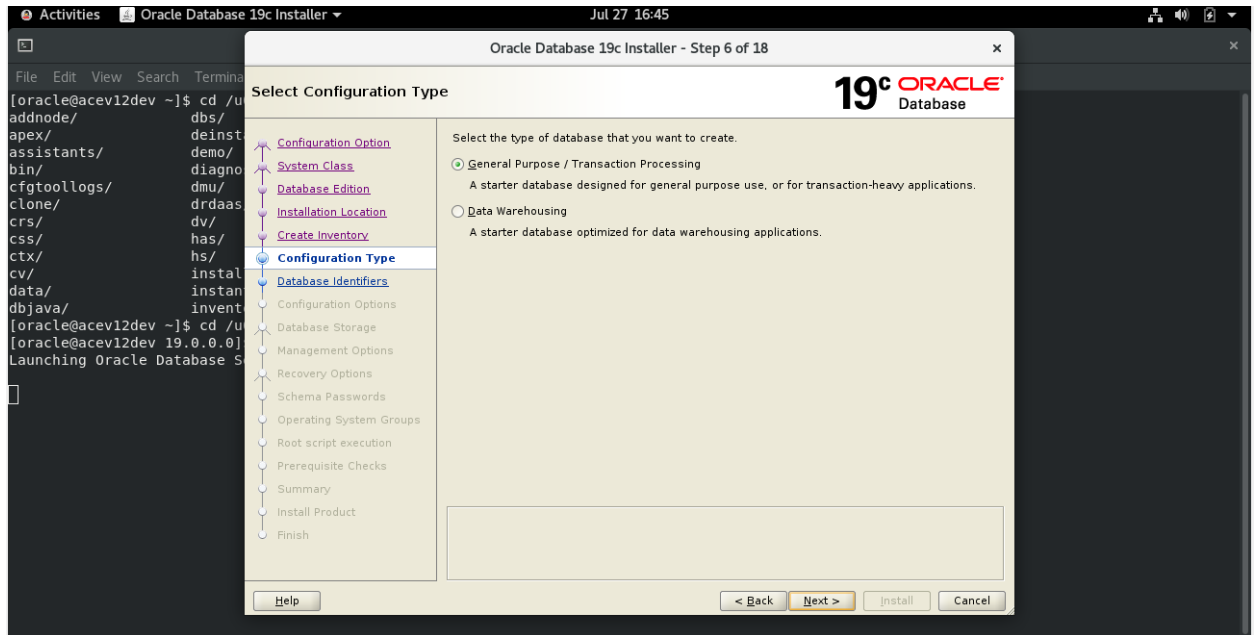 Activities Oracle Database 19c Installer Jul 27 16:45
Oracle Database 19c Installer - Step 6 of 18
File Edit View Search Termina
[oracle@acev12dev ~]$ cd /u
addnode/ dbs/
apex/ deinst
assistants/ demo/
bin/ diagno
cfgtoollogs/ dmu/
clone/ drdaas
crs/ dv/
css/ has/
ctx/ hs/
cv/ instal
data/ instan
dbjava/ invent
[oracle@acev12dev ~]$ cd /u
[oracle@acev12dev 19.0.0.0]
Launching Oracle Database S
Select Configuration Type
19c ORACLE
Database
Configuration Option
System Class
Database Edition
Installation Location
Create Inventory
Configuration Type
Database Identifiers
Configuration Options
Database Storage
Management Options
Recovery Options
Schema Passwords
Operating System Groups
Root script execution
Prerequisite Checks
Summary
Install Product
Finish
Select the type of database that you want to create.
General Purpose / Transaction Processing
A starter database designed for general purpose use, or for transaction-heavy applications.
Data Warehousing
A starter database optimized for data warehousing applications.
Help < Back Next > Install Cancel